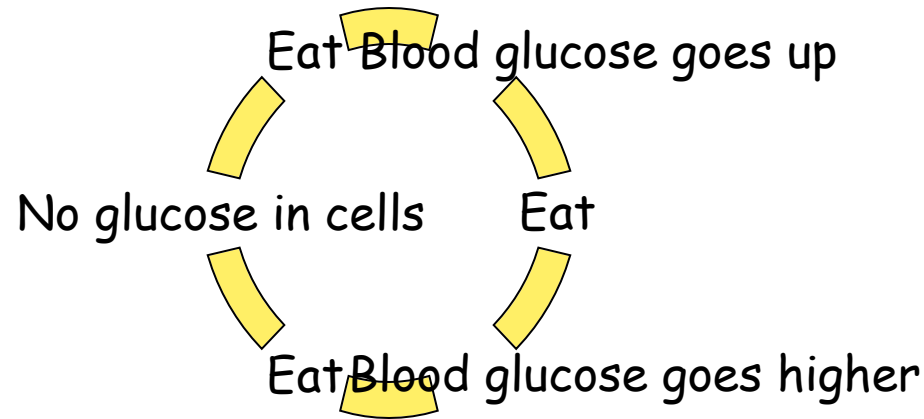 Eat Blood glucose goes up
No glucose in cells Eat
Eat Blood glucose goes higher